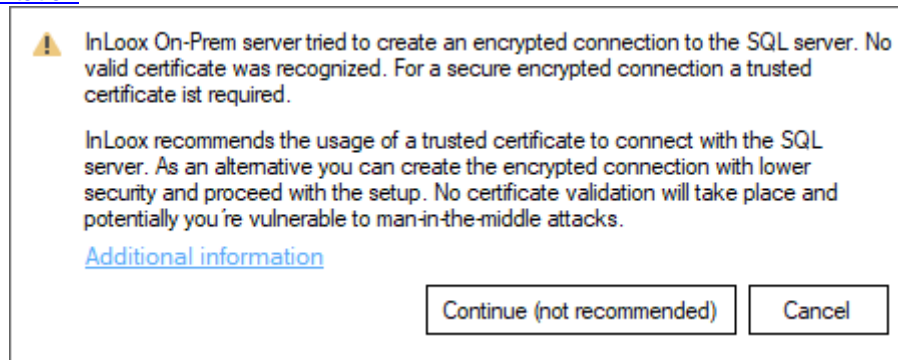 InLoox On-Prem server tried to create an encrypted connection to the SQL server. No
valid certificate was recognized. For a secure encrypted connection a trusted
certificate ist required.
InLoox recommends the usage of a trusted certificate to connect with the SQL
server. As an alternative you can create the encrypted connection with lower
security and proceed with the setup. No certificate validation will take place and
potentially you're vulnerable to man-in-the-middle attacks.
Additional information
Continue (not recommended)
Cancel